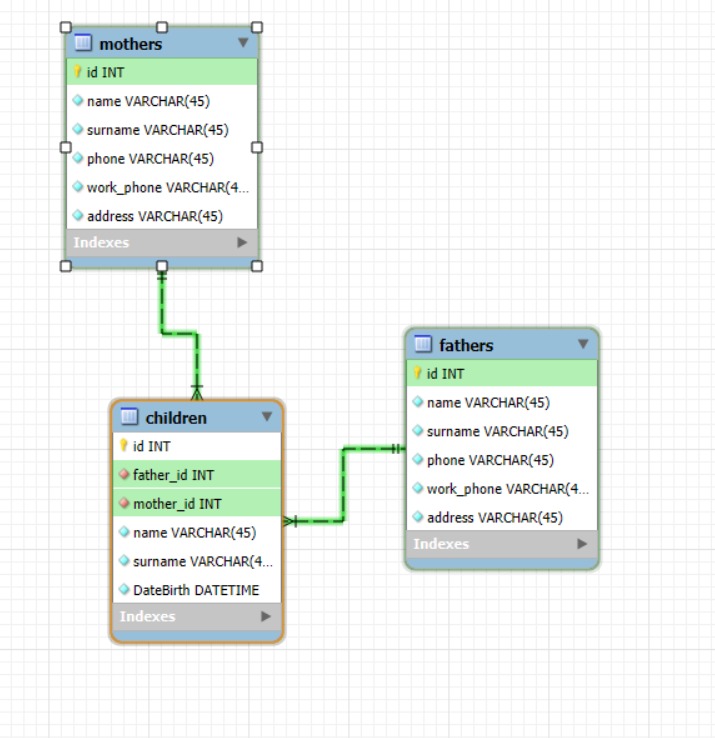 mothers
id INT
name VARCHAR(45)
surname VARCHAR(45)
phone VARCHAR(45)
work_phone VARCHAR(4...
address VARCHAR(45)
Indexes
fathers
id INT
name VARCHAR(45)
surname VARCHAR(45)
phone VARCHAR(45)
work_phone VARCHAR(4...
address VARCHAR(45)
Indexes
children
id INT
father_id INT
mother_id INT
name VARCHAR(45)
surname VARCHAR(4...
DateBirth DATETIME
Indexes